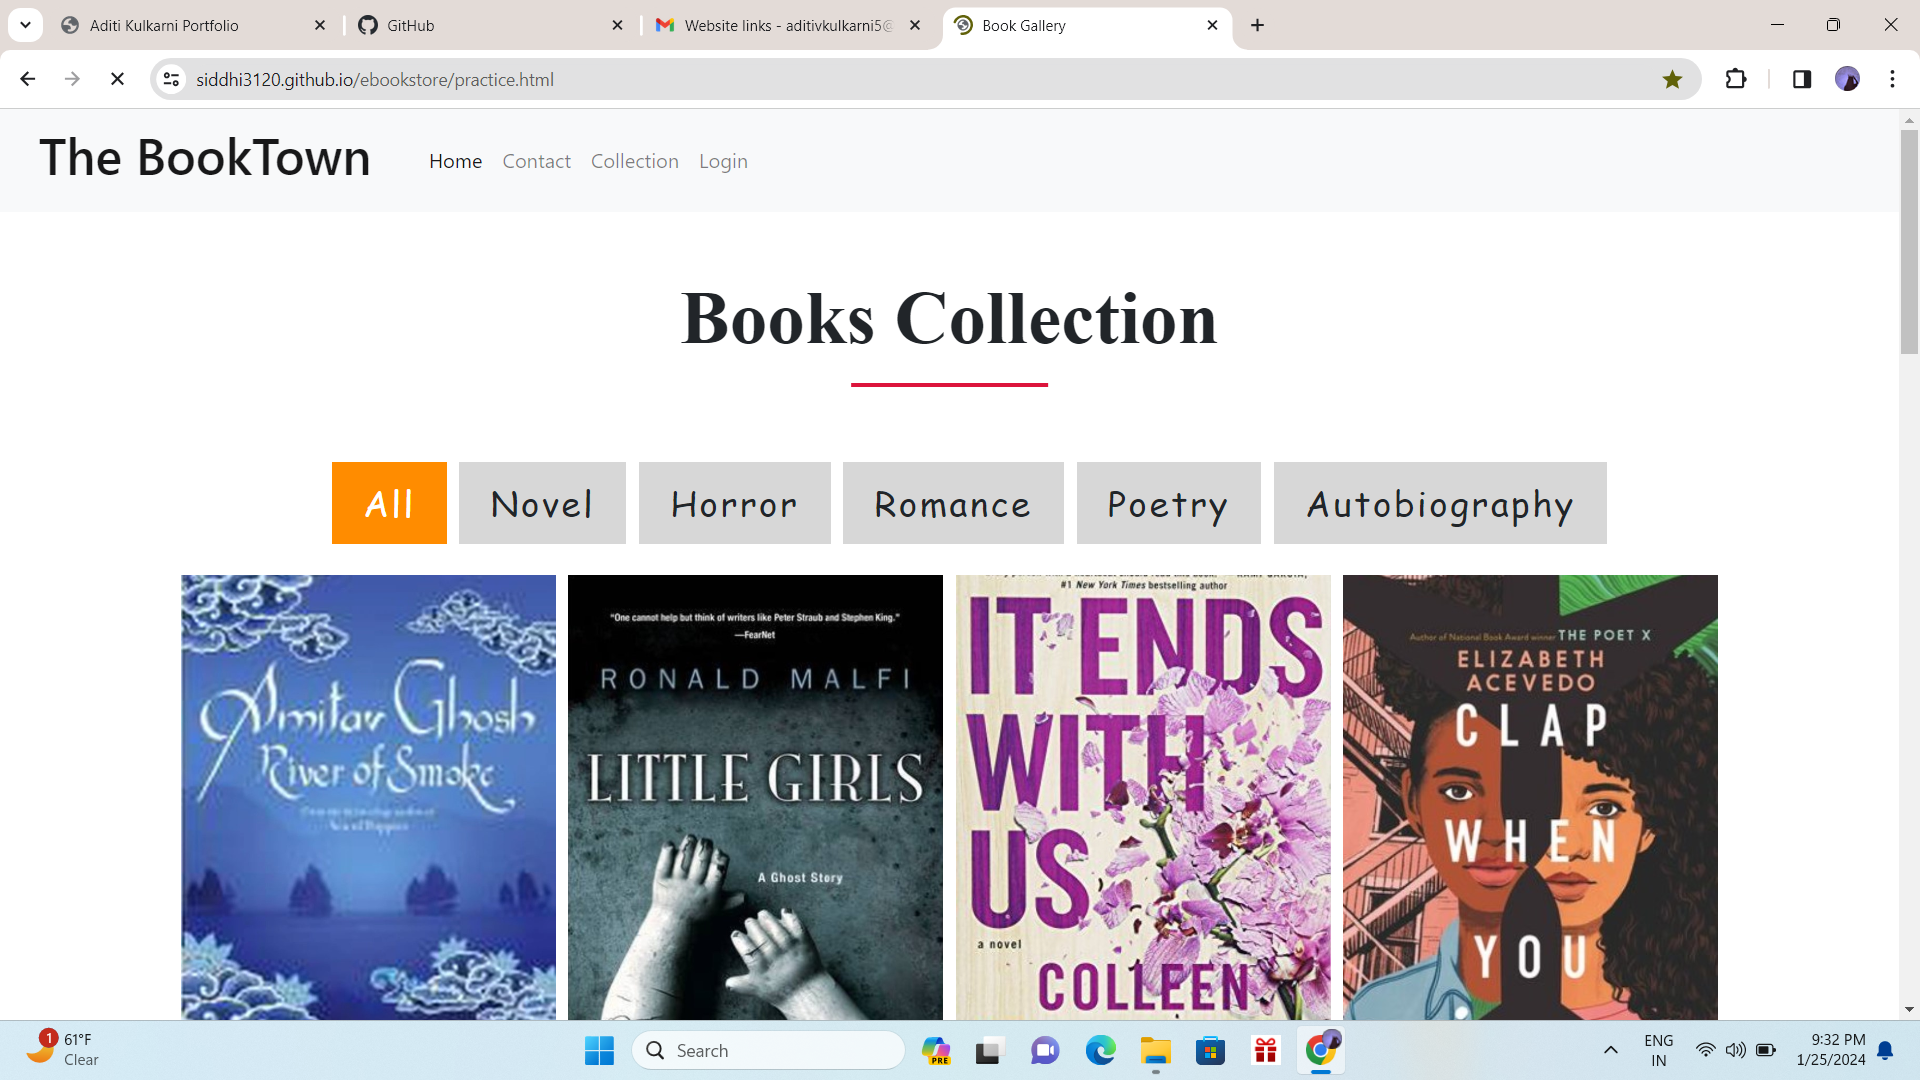 Aditi Kulkarni Portfolio
GitHub
Website links - aditivkulkarni5@
Book Gallery
siddhi3120.github.io/ebookstore/practice.html
The BookTown
Home
Contact
Collection
Login
Books Collection
All
Novel
Horror
Romance
Poetry
Autobiography
Amitav Ghosh
River of Smoke
"One cannot help but think of writers like Peter Straub and Stephen King."
—FearNet
RONALD MALFI
LITTLE GIRLS
A Ghost Story
#1 New York Times bestselling author
IT ENDS
WITH
US
a novel
COLLEEN
Author of National Book Award winner THE POET X
ELIZABETH
ACEVEDO
CLAP
WHEN
YOU
1
61°F
Clear
Search
PRE
ENG
IN
9:32 PM
1/25/2024